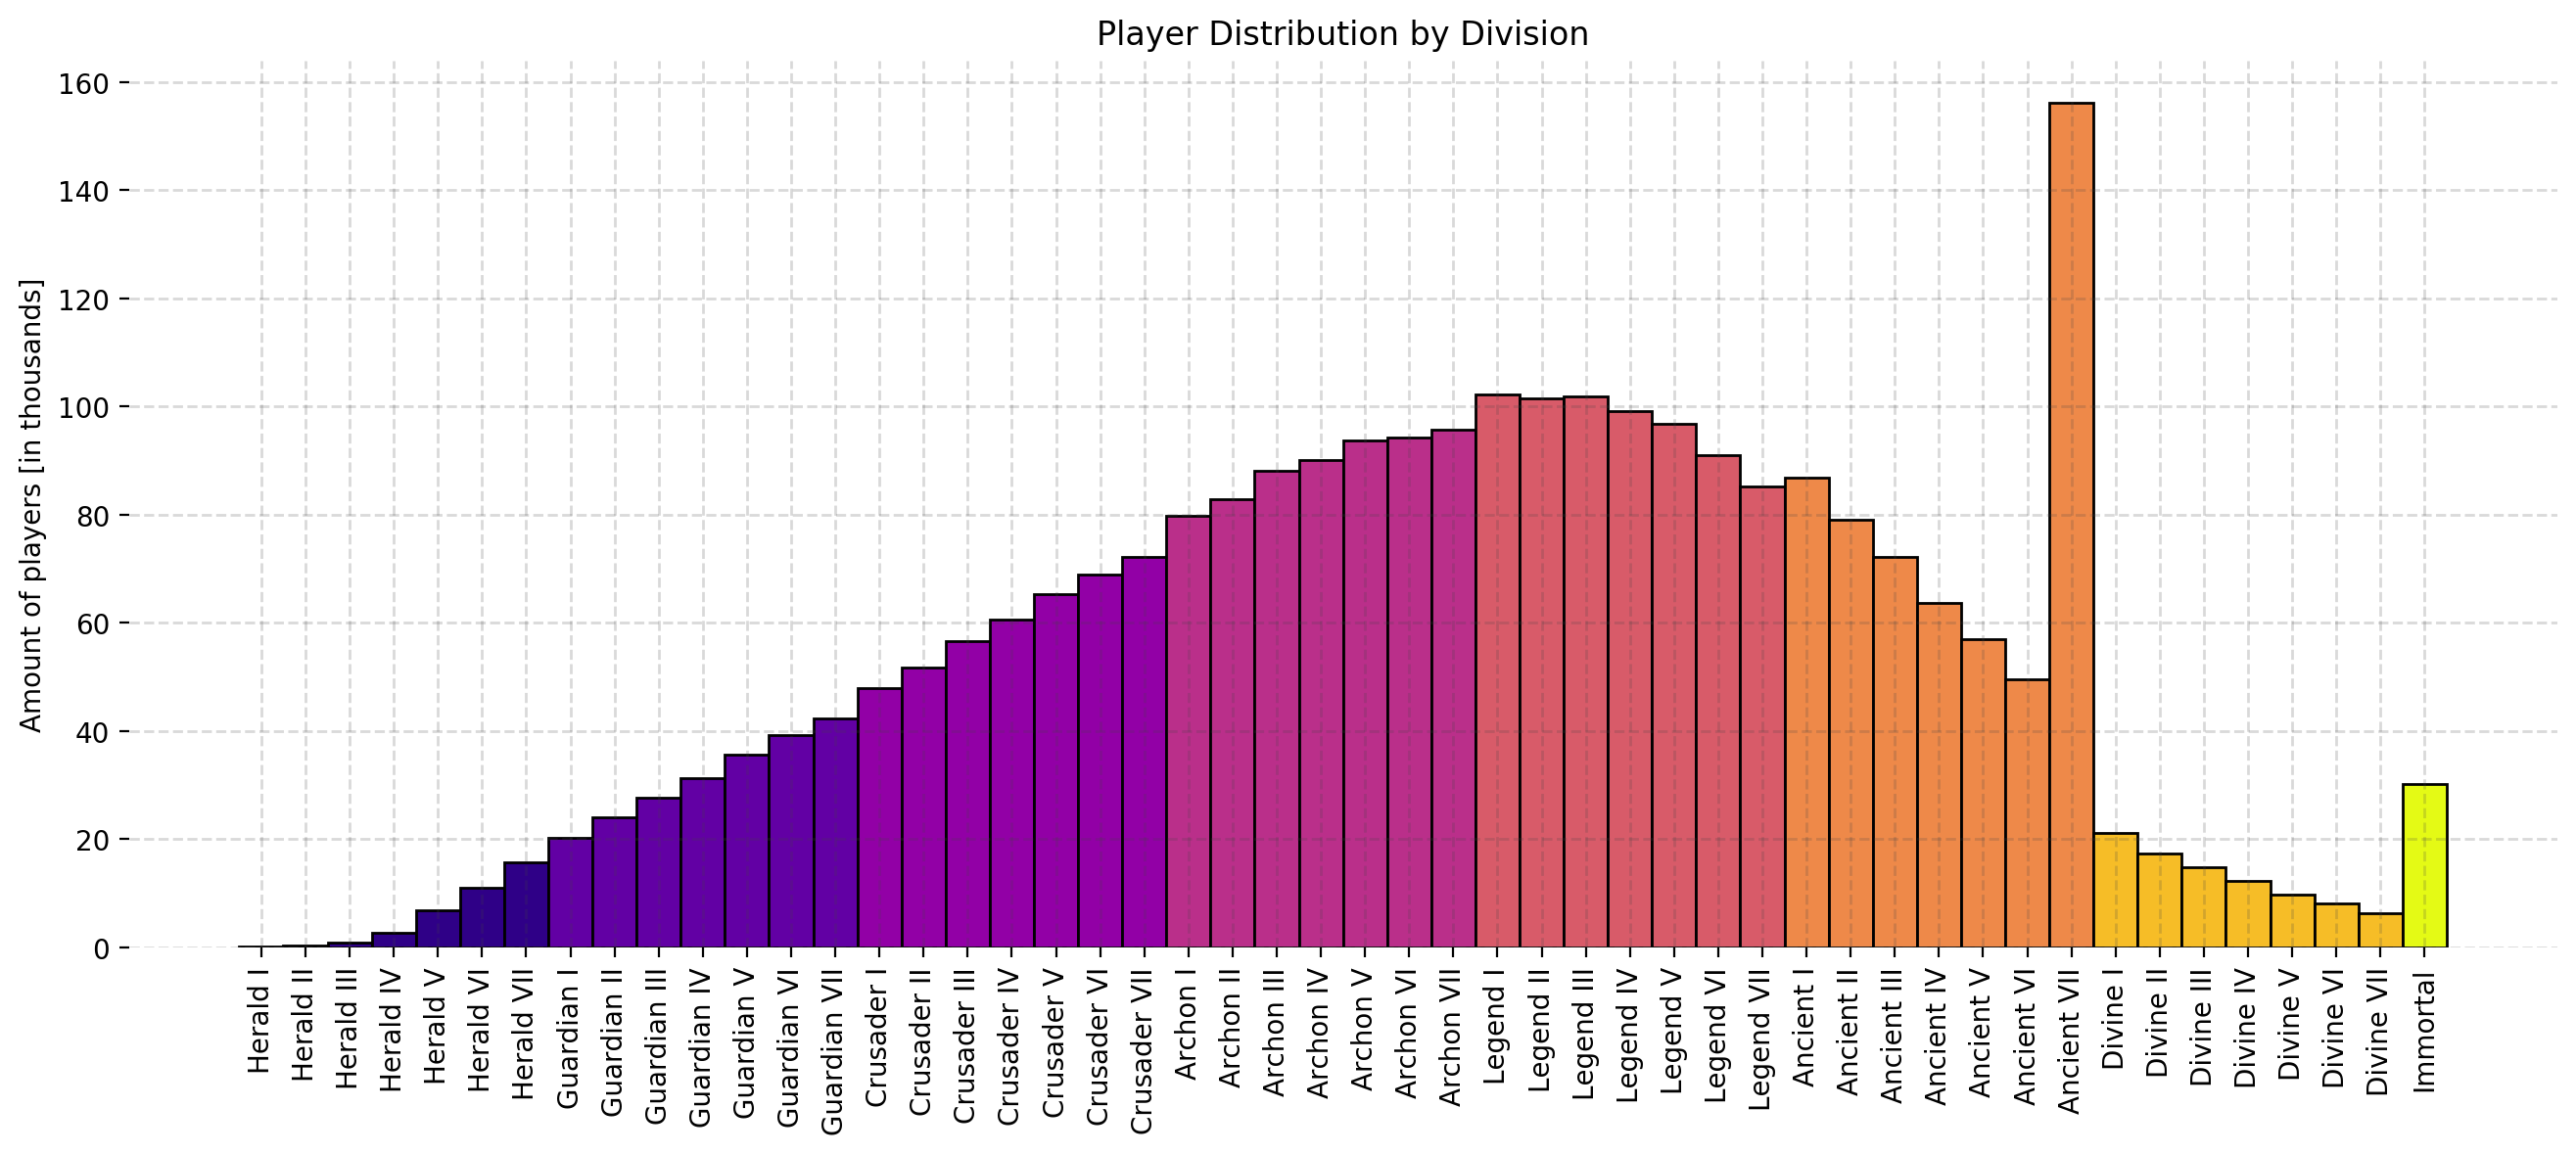 Player Distribution by Division
Amount of players [in thousands]
160
140
120
100
80
60
40
20
0
Herald I
Herald II
Herald III
Herald IV
Herald V
Herald VI
Herald VII
Guardian I
Guardian II
Guardian III
Guardian IV
Guardian V
Guardian VI
Guardian VII
Crusader I
Crusader II
Crusader III
Crusader IV
Crusader V
Crusader VI
Crusader VII
Archon I
Archon II
Archon III
Archon IV
Archon V
Archon VI
Archon VII
Legend I
Legend II
Legend III
Legend IV
Legend V
Legend VI
Legend VII
Ancient I
Ancient II
Ancient III
Ancient IV
Ancient V
Ancient VI
Ancient VII
Divine I
Divine II
Divine III
Divine IV
Divine V
Divine VI
Divine VII
Immortal